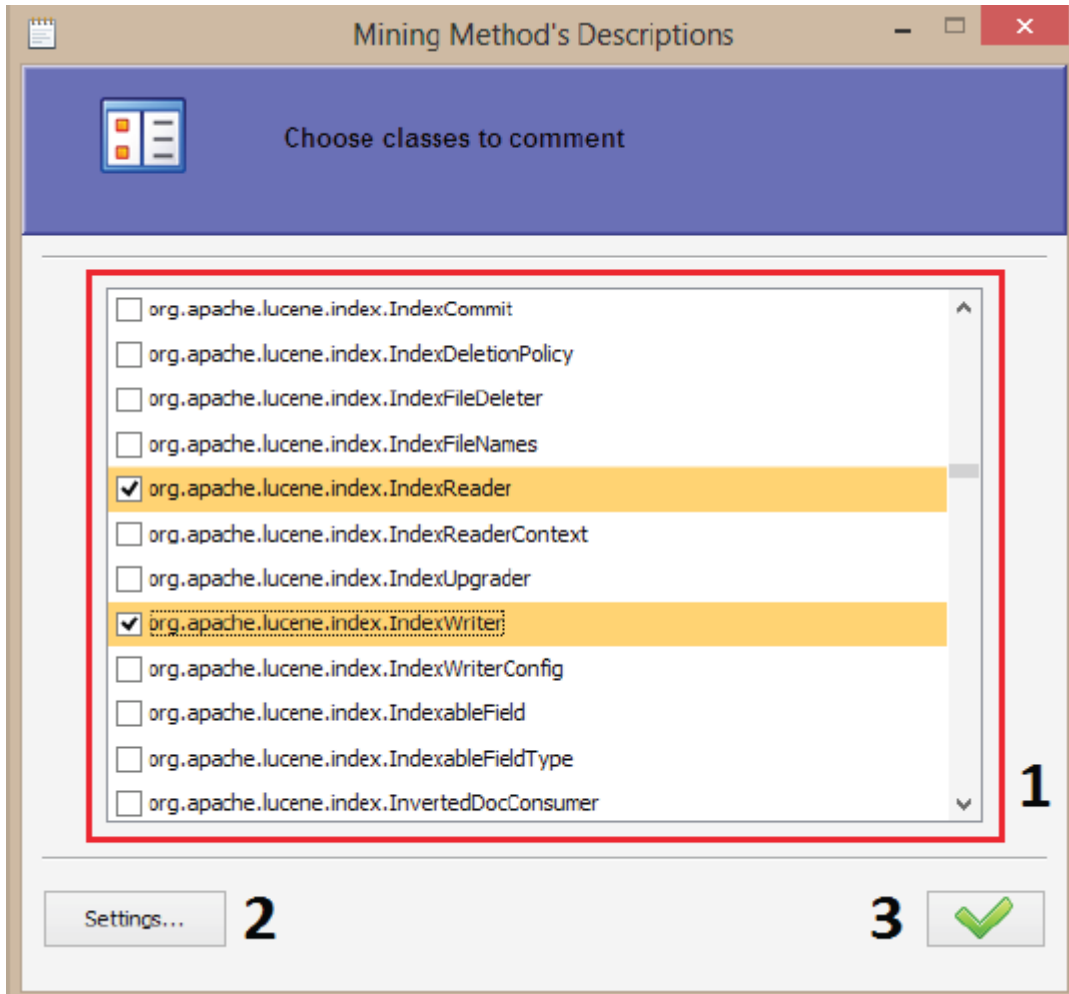 Mining Method's Descriptions
Choose classes to comment
org.apache.lucene.index.IndexCommit
org.apache.lucene.index.IndexDeletionPolicy
org.apache.lucene.index.IndexFileDeleter
org.apache.lucene.index.IndexFileNames
org.apache.lucene.index.IndexReader
org.apache.lucene.index.IndexReaderContext
org.apache.lucene.index.IndexUpgrader
org.apache.lucene.index.IndexWriter
org.apache.lucene.index.IndexWriterConfig
org.apache.lucene.index.IndexableField
org.apache.lucene.index.IndexableFieldType
org.apache.lucene.index.InvertedDocConsumer
1
Settings...
2
3